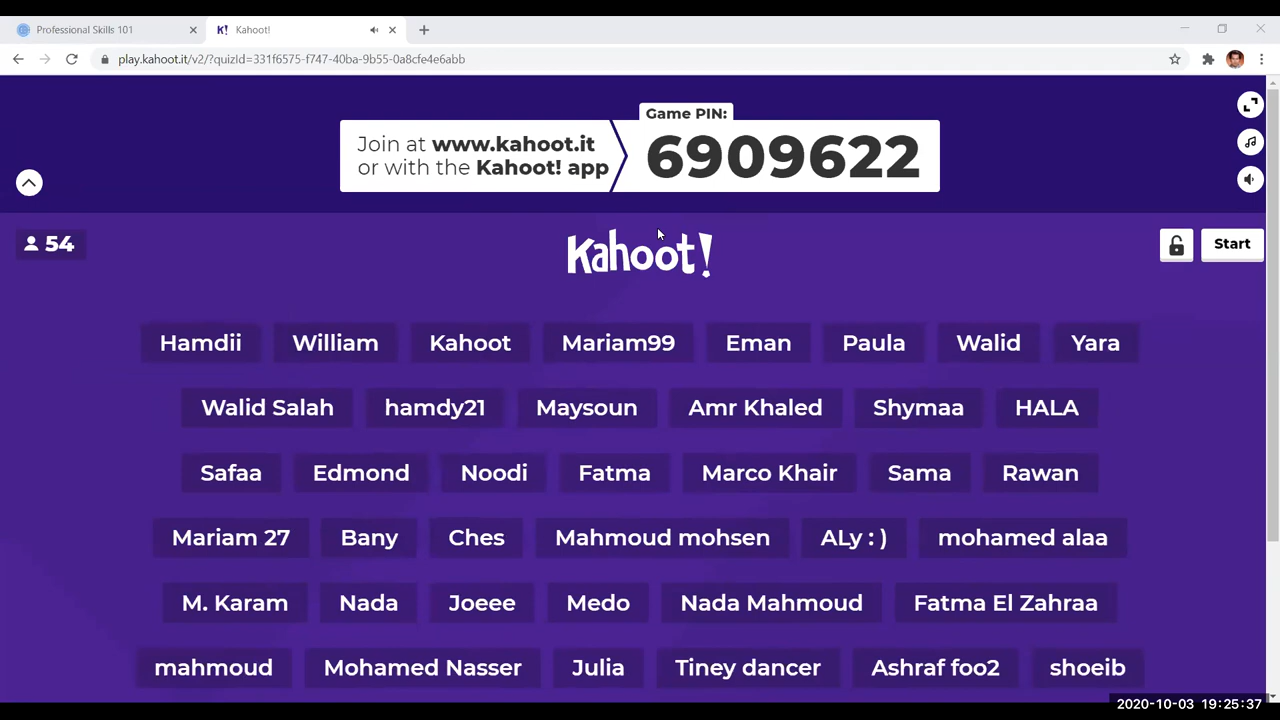 Professional Skills 101
K! Kahoot!
play.kahoot.it/v2/?quizId=331f6575-f747-40ba-9b55-0a8cfe4e6abb
Game PIN:
Join at www.kahoot.it
or with the Kahoot! app
6909622
54
Kahoot!
Start
Hamdii William Kahoot Mariam99 Eman Paula Walid Yara
Walid Salah hamdy21 Maysoun Amr Khaled Shymaa HALA
Safaa Edmond Noodi Fatma Marco Khair Sama Rawan
Mariam 27 Bany Ches Mahmoud mohsen ALy : ) mohamed alaa
M. Karam Nada Joeee Medo Nada Mahmoud Fatma El Zahraa
mahmoud Mohamed Nasser Julia Tiney dancer Ashraf foo2 shoeib
2020-10-03 19:25:37